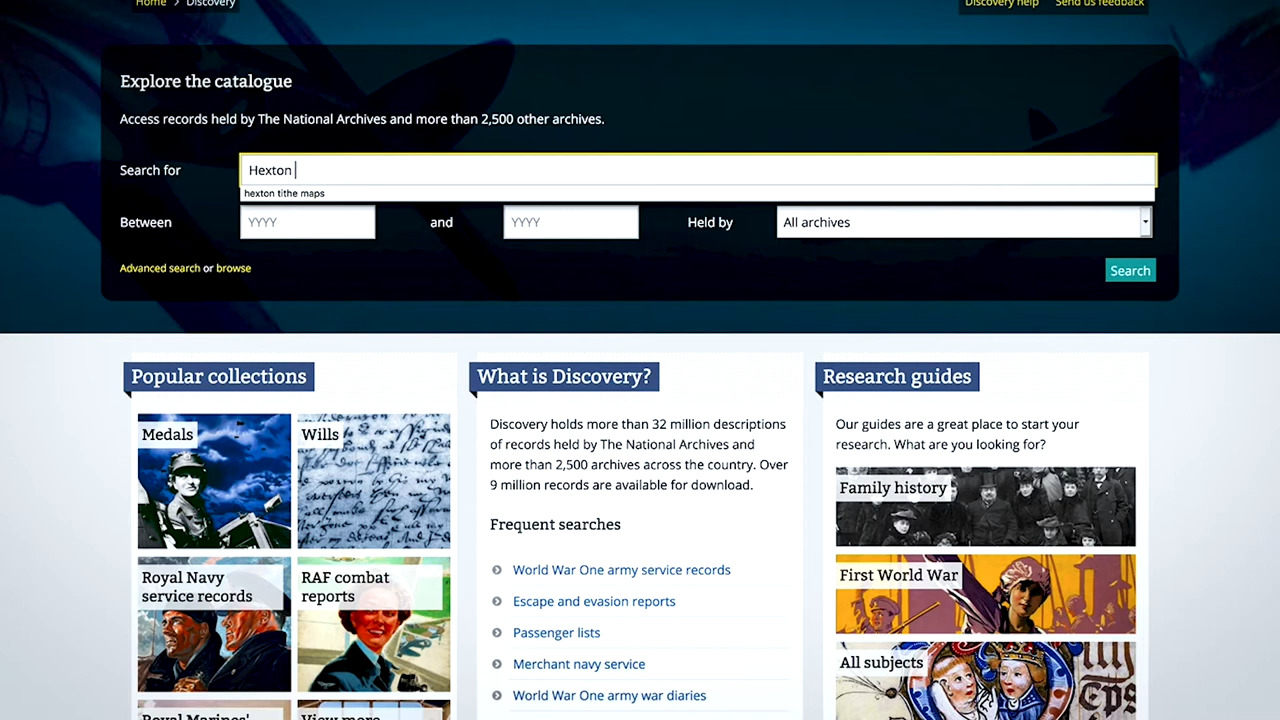 Home > Discovery
Discovery help Send us feedback
Explore the catalogue
Access records held by The National Archives and more than 2,500 other archives.
Search for
Hexton
hexton tithe maps
Between YYYY and YYYY Held by All archives
Advanced search or browse
Search
Popular collections
Medals
Wills
Royal Navy
service records
RAF combat
reports
Royal Marines'
View more
What is Discovery?
Discovery holds more than 32 million descriptions
of records held by The National Archives and
more than 2,500 archives across the country. Over
9 million records are available for download.
Frequent searches
World War One army service records
Escape and evasion reports
Passenger lists
Merchant navy service
World War One army war diaries
Research guides
Our guides are a great place to start your
research. What are you looking for?
Family history
First World War
All subjects